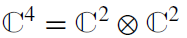 ℂ⁴ = ℂ² ⊗ ℂ²